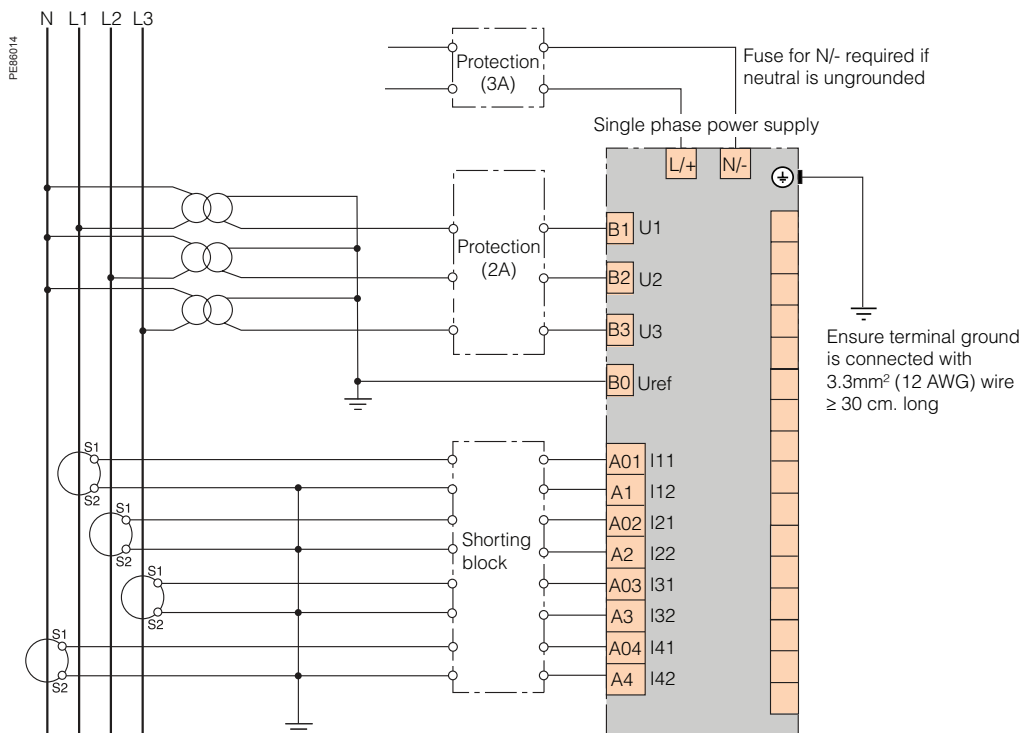 N L1 L2 L3
PE86014
Protection
(3A)
Fuse for N/- required if
neutral is ungrounded
Single phase power supply
L/+ N/-
Protection
(2A)
B1 U1
B2 U2
B3 U3
B0 Uref
Ensure terminal ground
is connected with
3.3mm² (12 AWG) wire
≥ 30 cm. long
S1
S2
S1
S2
S1
S2
S1
S2
Shorting
block
A01 I11
A1 I12
A02 I21
A2 I22
A03 I31
A3 I32
A04 I41
A4 I42